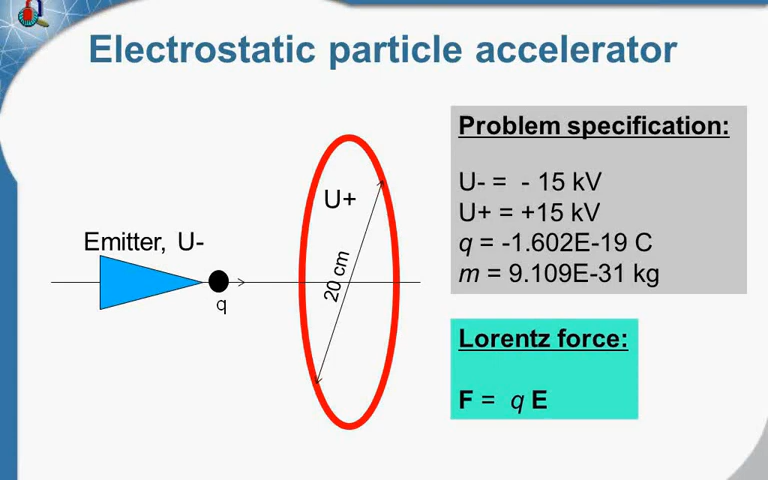 Electrostatic particle accelerator
Problem specification:
U- = - 15 kV
U+ = +15 kV
q = -1.602E-19 C
m = 9.109E-31 kg
U+
Emitter, U-
20 cm
q
Lorentz force:
F = q E